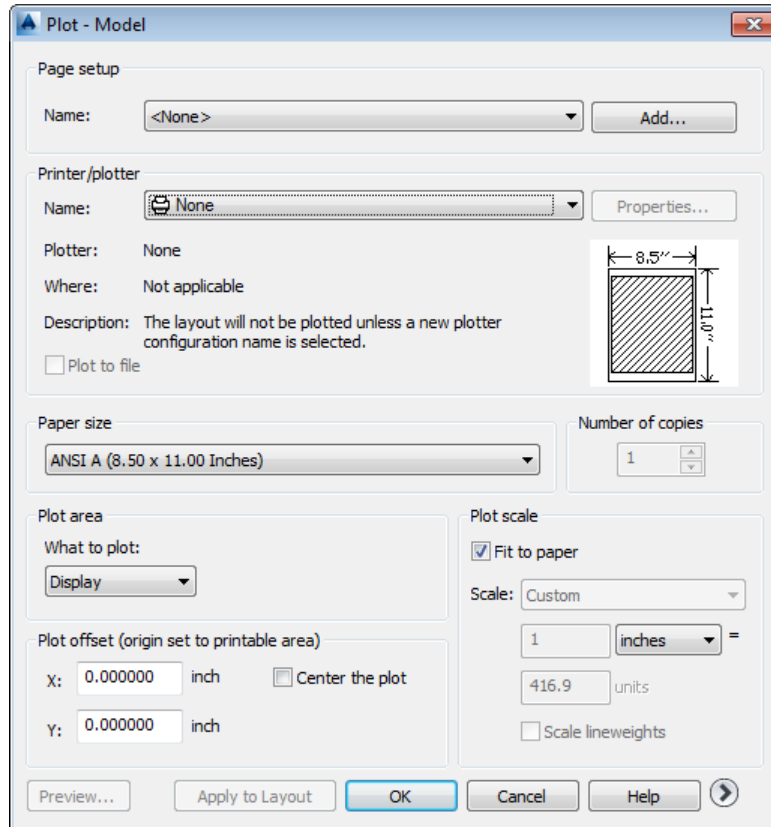 Plot - Model
Page setup
Name: <None> Add...
Printer/plotter
Name: None Properties...
Plotter: None
Where: Not applicable
Description: The layout will not be plotted unless a new plotter
configuration name is selected.
Plot to file
8.5″
11.0″
Paper size
ANSI A (8.50 x 11.00 Inches)
Number of copies
1
Plot area
What to plot:
Display
Plot offset (origin set to printable area)
X: 0.000000 inch Center the plot
Y: 0.000000 inch
Plot scale
Fit to paper
Scale: Custom
1 inches =
416.9 units
Scale lineweights
Preview... Apply to Layout OK Cancel Help